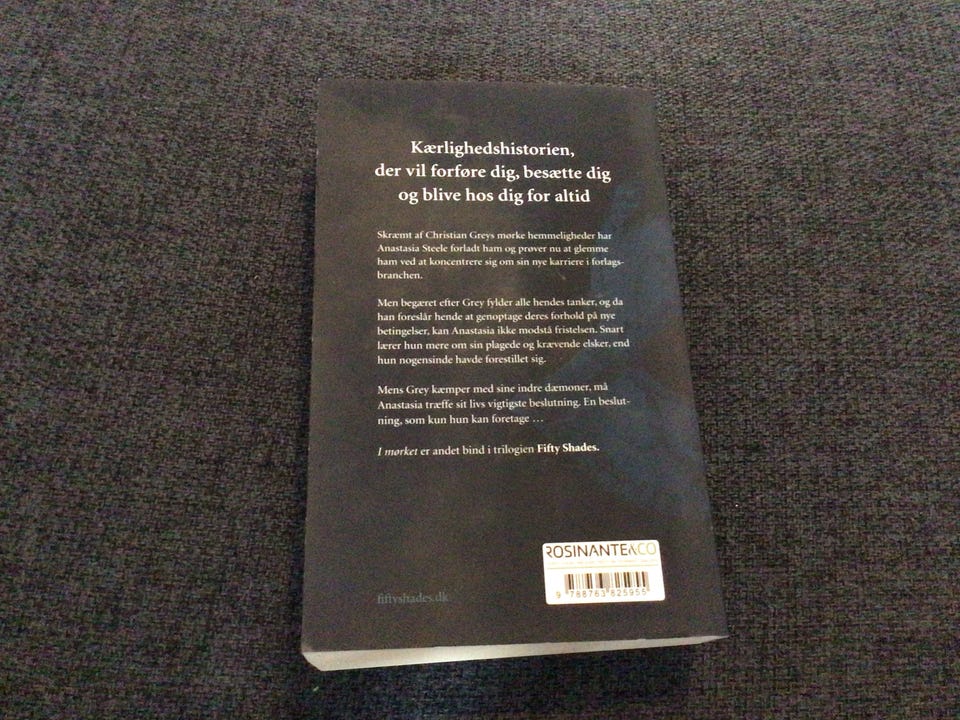 Kærlighedshistorien,
der vil forføre dig, besætte dig
og blive hos dig for altid
Skræmt af Christian Greys mørke hemmeligheder har
Anastasia Steele forladt ham og prøver nu at glemme
ham ved at koncentrere sig om sin nye karriere i forlags-
branchen.
Men begæret efter Grey fylder alle hendes tanker, og da
han foreslår hende at genoptage deres forhold på nye
betingelser, kan Anastasia ikke modstå fristelsen. Snart
lærer hun mere om sin plagede og krævende elsker, end
hun nogensinde havde forestillet sig.
Mens Grey kæmper med sine indre dæmoner, må
Anastasia træffe sit livs vigtigste beslutning. En beslut-
ning, som kun hun kan foretage …
I mørket er andet bind i trilogien Fifty Shades.
ROSINANTE&CO
9 788763 825955
fiftyshades.dk